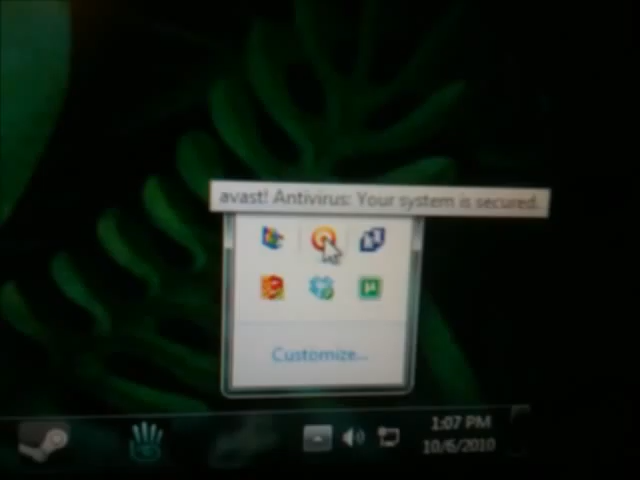 avast! Antivirus: Your system is secured.
µ
Customize...
1:07 PM
10/6/2010